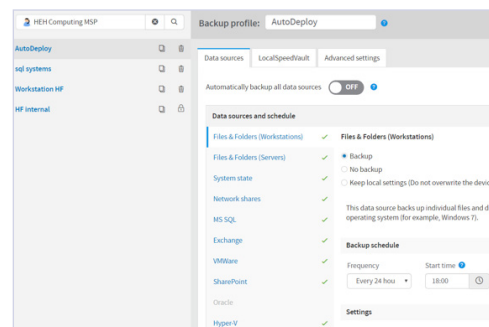 HEH Computing MSP
Backup profile: AutoDeploy
AutoDeploy
sql systems
Workstation HF
HF internal
Data sources LocalSpeedVault Advanced settings
Automatically backup all data sources OFF
Data sources and schedule
Files & Folders (Workstations)
Files & Folders (Servers)
System state
Network shares
MS SQL
Exchange
VMWare
SharePoint
Oracle
Hyper-V
Files & Folders (Workstations)
Backup
No backup
Keep local settings (Do not overwrite the devic
This data source backs up individual files and d
operating system (for example, Windows 7).
Backup schedule
Frequency Start time
Every 24 hou 18:00
Settings